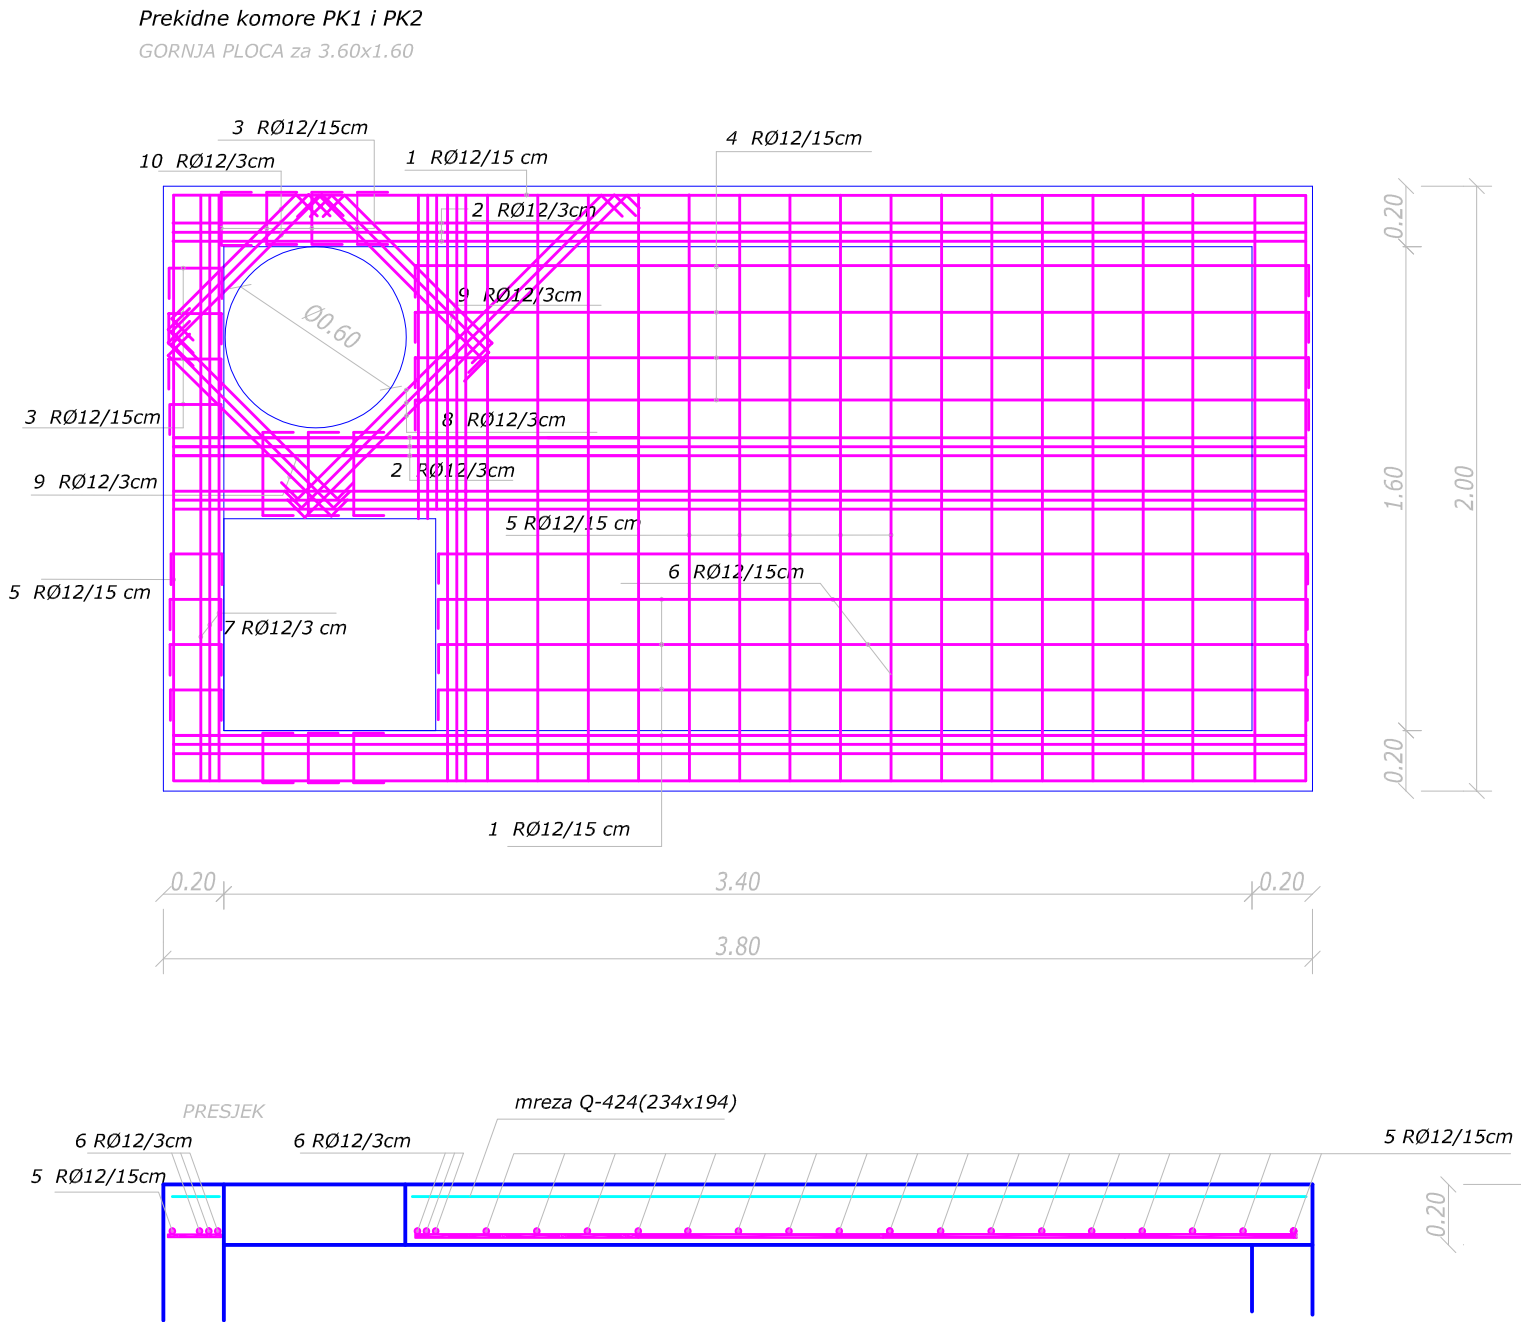 Prekidne komore PK1 i PK2
GORNJA PLOCA za 3.60x1.60
3 RØ12/15cm
10 RØ12/3cm
1 RØ12/15 cm
4 RØ12/15cm
2 RØ12/3cm
0.20
9 RØ12/3cm
Ø0.60
3 RØ12/15cm
8 RØ12/3cm
2 RØ12/3cm
9 RØ12/3cm
1.60
2.00
5 RØ12/15 cm
6 RØ12/15cm
5 RØ12/15 cm
7 RØ12/3 cm
0.20
1 RØ12/15 cm
0.20
3.40
0.20
3.80
PRESJEK
mreza Q-424(234x194)
6 RØ12/3cm
6 RØ12/3cm
5 RØ12/15cm
5 RØ12/15cm
0.20